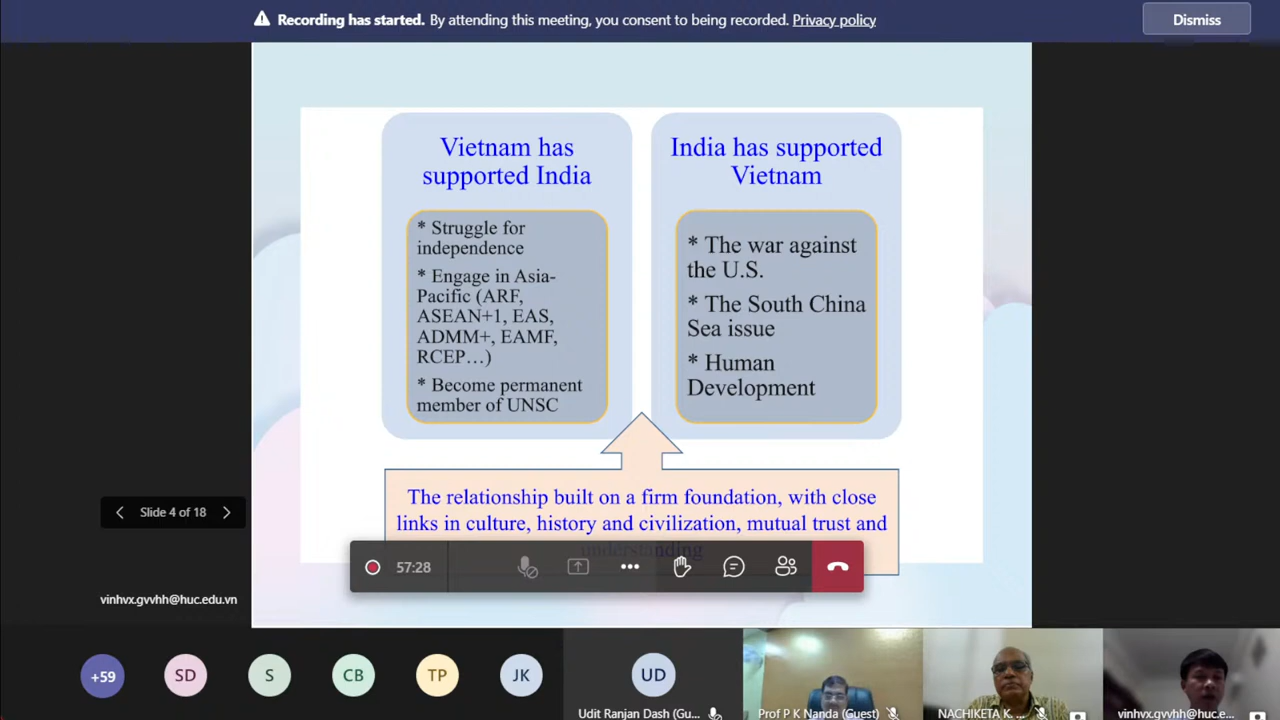 Recording has started. By attending this meeting, you consent to being recorded. Privacy policy
Dismiss
Vietnam has
supported India
* Struggle for
independence
* Engage in Asia-
Pacific (ARF,
ASEAN+1, EAS,
ADMM+, EAMF,
RCEP…)
* Become permanent
member of UNSC
India has supported
Vietnam
* The war against
the U.S.
* The South China
Sea issue
* Human
Development
The relationship built on a firm foundation, with close
links in culture, history and civilization, mutual trust and
understanding
Slide 4 of 18
57:28
vinhvx.gvvhh@huc.edu.vn
+59
SD
S
CB
TP
JK
UD
Udit Ranjan Dash (Gu...
Prof P K Nanda (Guest)
NACHIKETA K. ...
vinhvx.gvvhh@huc.e...